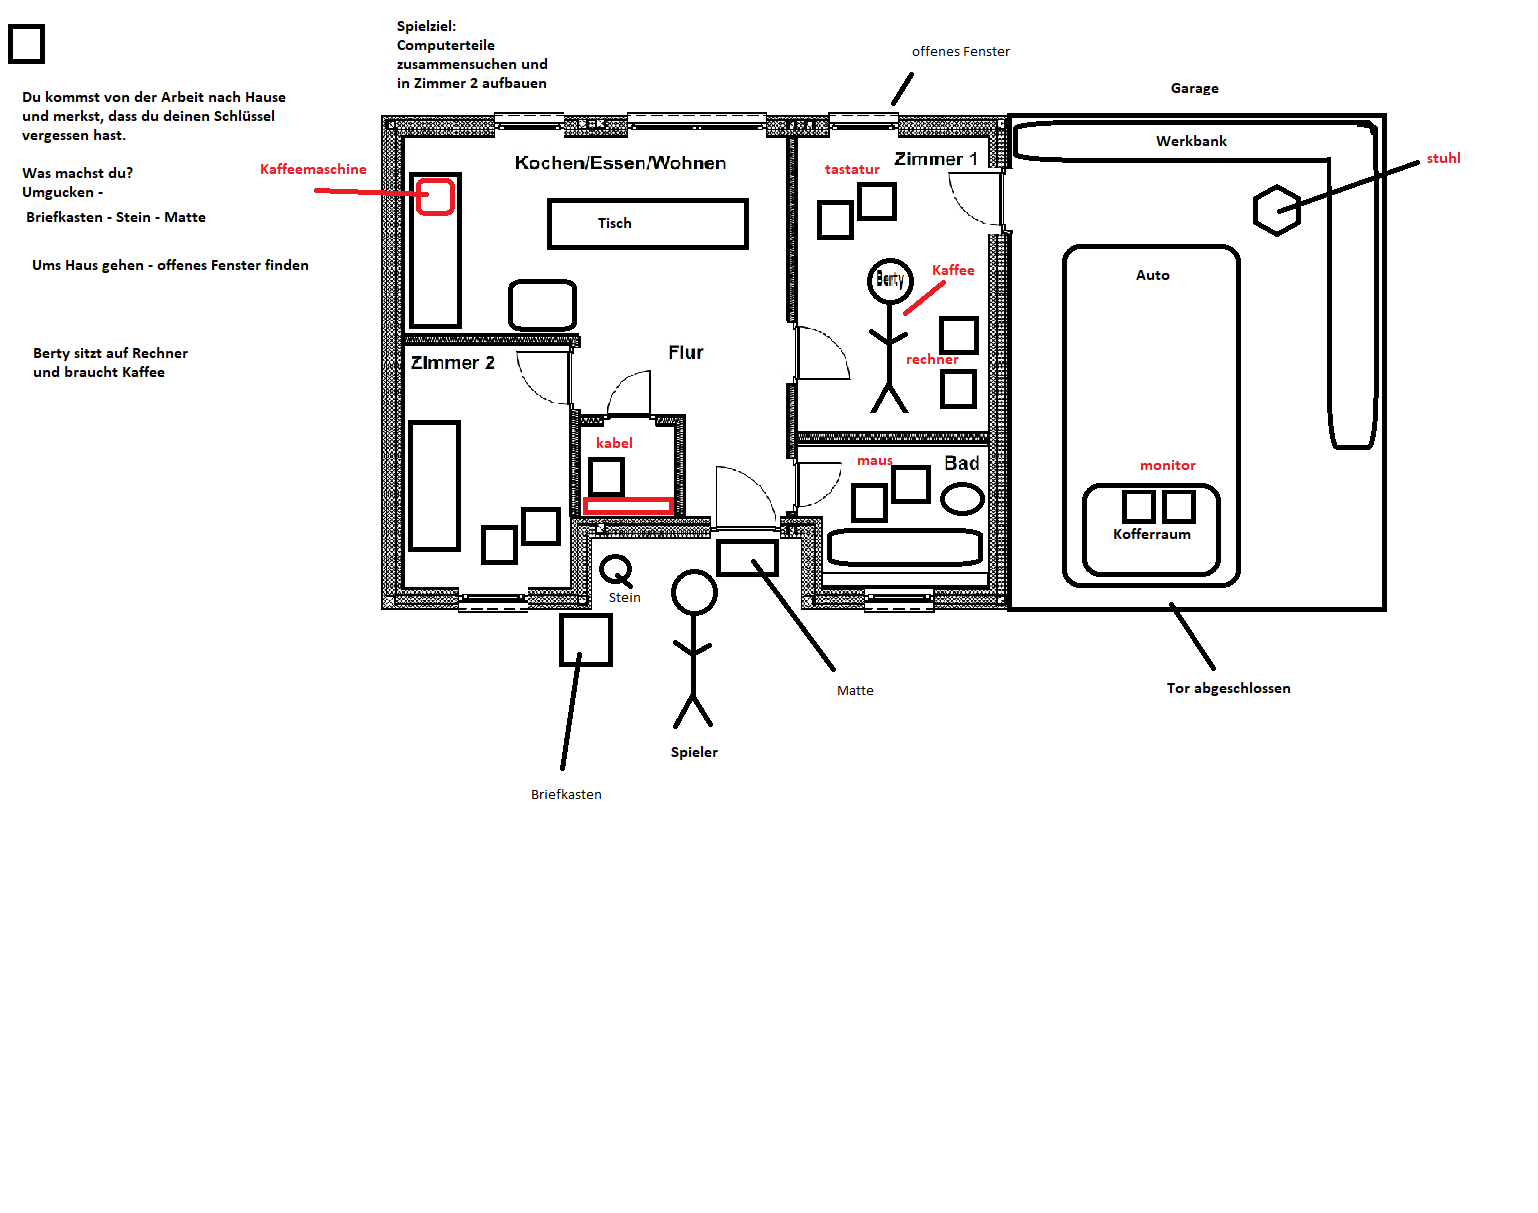 Spielziel:
Computerteile
zusammensuchen und
in Zimmer 2 aufbauen
offenes Fenster
Garage
Du kommst von der Arbeit nach Hause
und merkst, dass du deinen Schlüssel
vergessen hast.
Was machst du?
Umgucken -
Briefkasten - Stein - Matte
Ums Haus gehen - offenes Fenster finden
Berty sitzt auf Rechner
und braucht Kaffee
Kaffeemaschine
Kochen/Essen/Wohnen
Tisch
Zimmer 1
tastatur
Werkbank
stuhl
Berty
Kaffee
Auto
Flur
rechner
Zimmer 2
kabel
maus
Bad
monitor
Kofferraum
Stein
Matte
Tor abgeschlossen
Spieler
Briefkasten